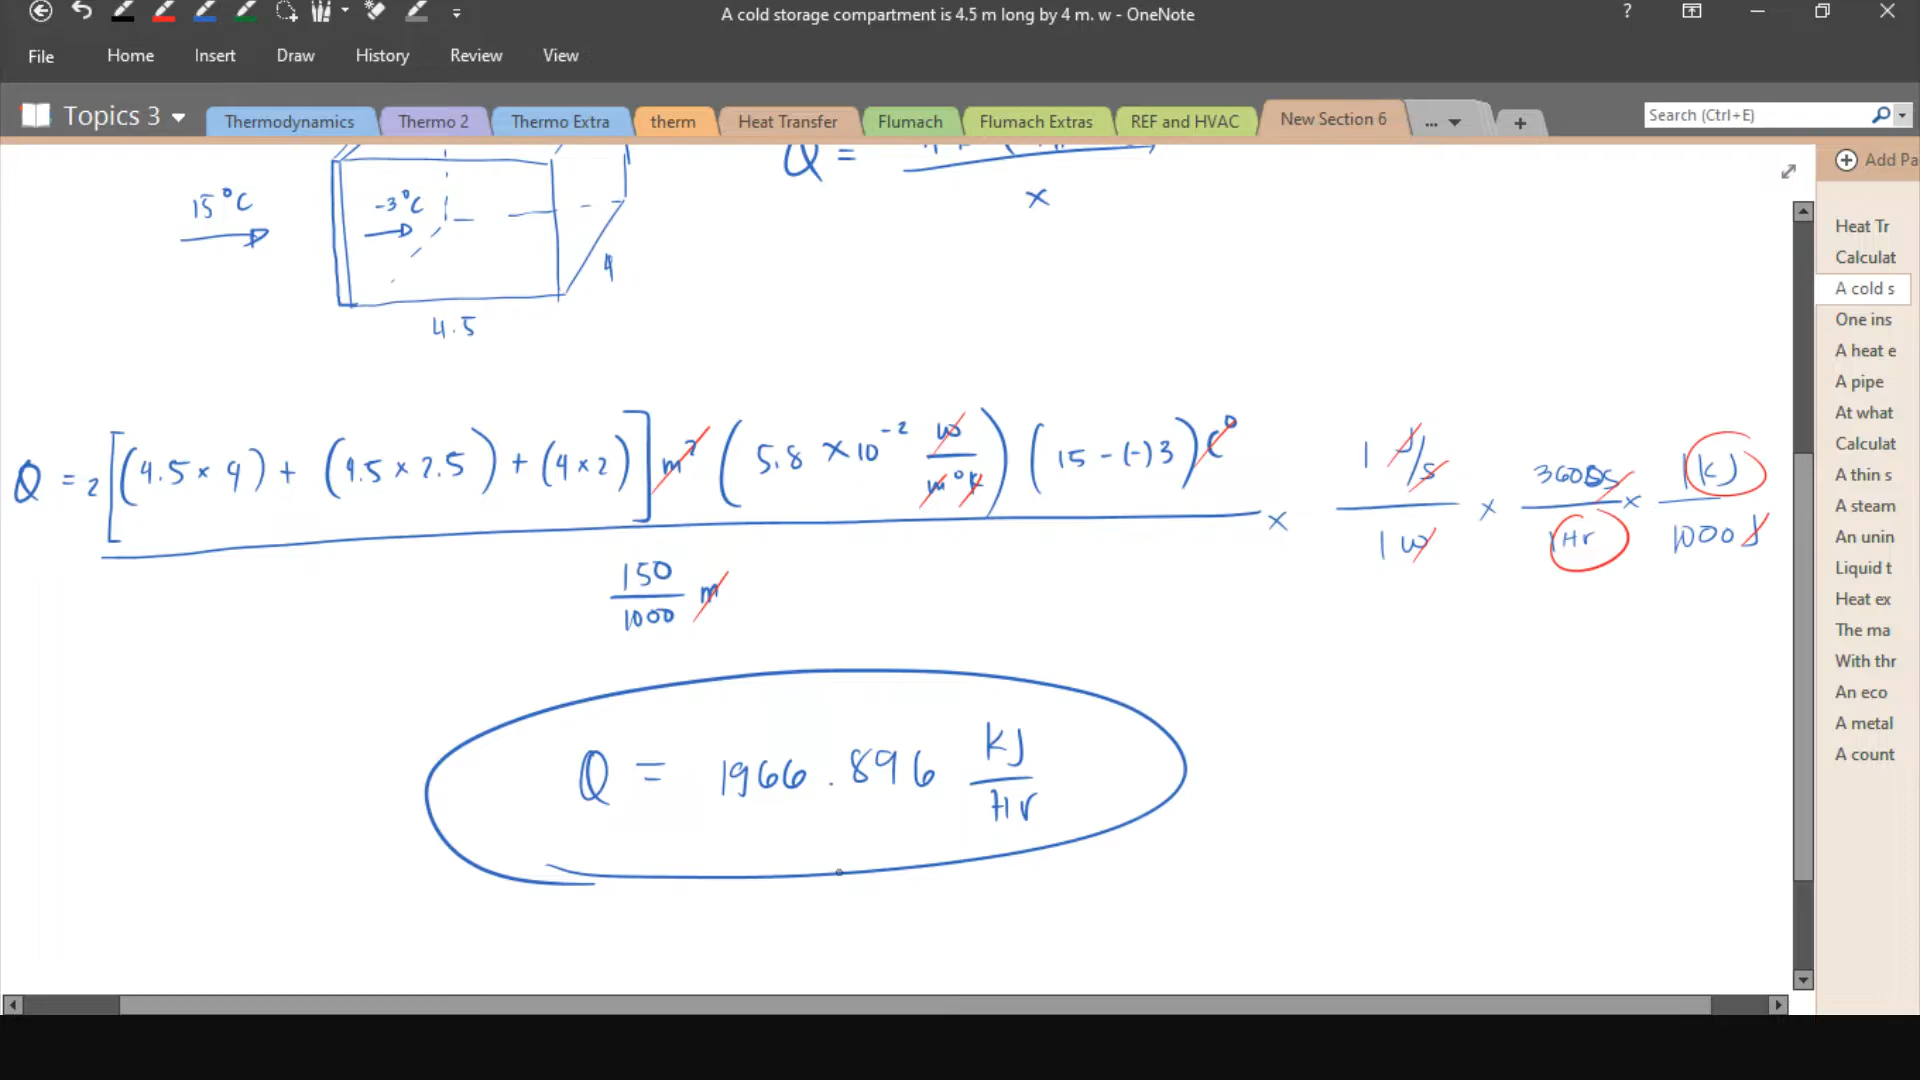 A cold storage compartment is 4.5 m long by 4 m. w - OneNote
?
File Home Insert Draw History Review View
Topics 3 Thermodynamics Thermo 2 Thermo Extra therm Heat Transfer Flumach Flumach Extras REF and HVAC New Section 6 ... + Search (Ctrl+E)
Add Pa
Heat Tr
Calculat
A cold s
One ins
A heat e
A pipe
At what
Calculat
A thin s
A steam
An unin
Liquid t
Heat ex
The ma
With thr
An eco
A metal
A count
15°C
-3°C
4
4.5
Q =
x
Q = 2 [(4.5 × 4) + (4.5 × 2.5) + (4 × 2)] m² (5.8 × 10⁻² w / m°K) (15 - (-) 3) C°
150 / 1000 m
× 1 J/s / 1 w × 3600 s / 1 Hr × 1 kJ / 1000 J
Q = 1966.896 kJ / Hr